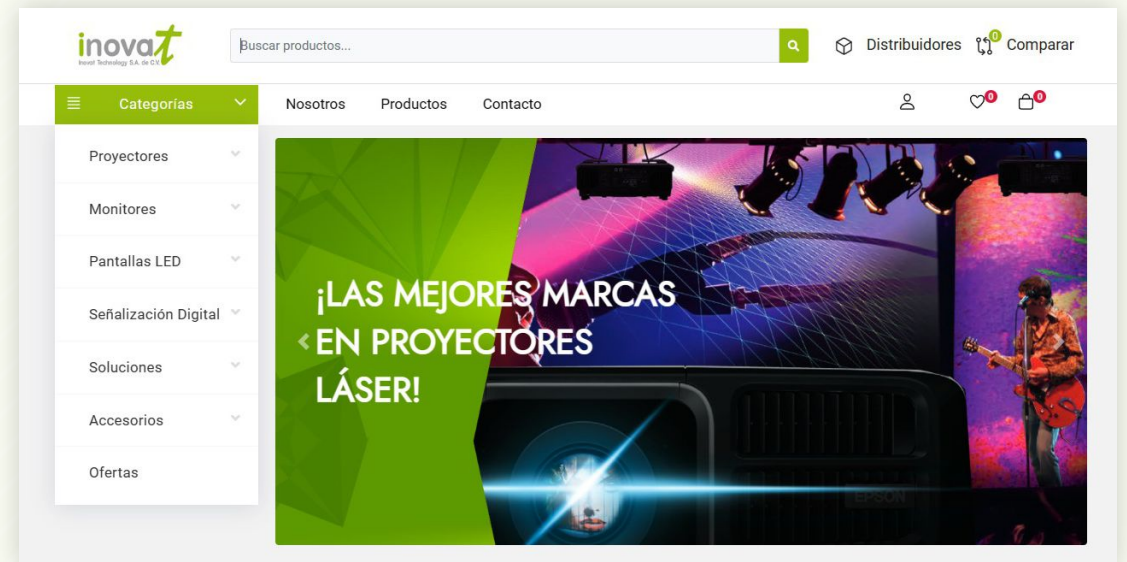 inovat
Inovat Technology S.A. de C.V.
Buscar productos...
Distribuidores
0
Comparar
Categorías
Nosotros
Productos
Contacto
0
0
Proyectores
Monitores
Pantallas LED
Señalización Digital
Soluciones
Accesorios
Ofertas
¡LAS MEJORES MARCAS
EN PROYECTORES
LÁSER!
EPSON